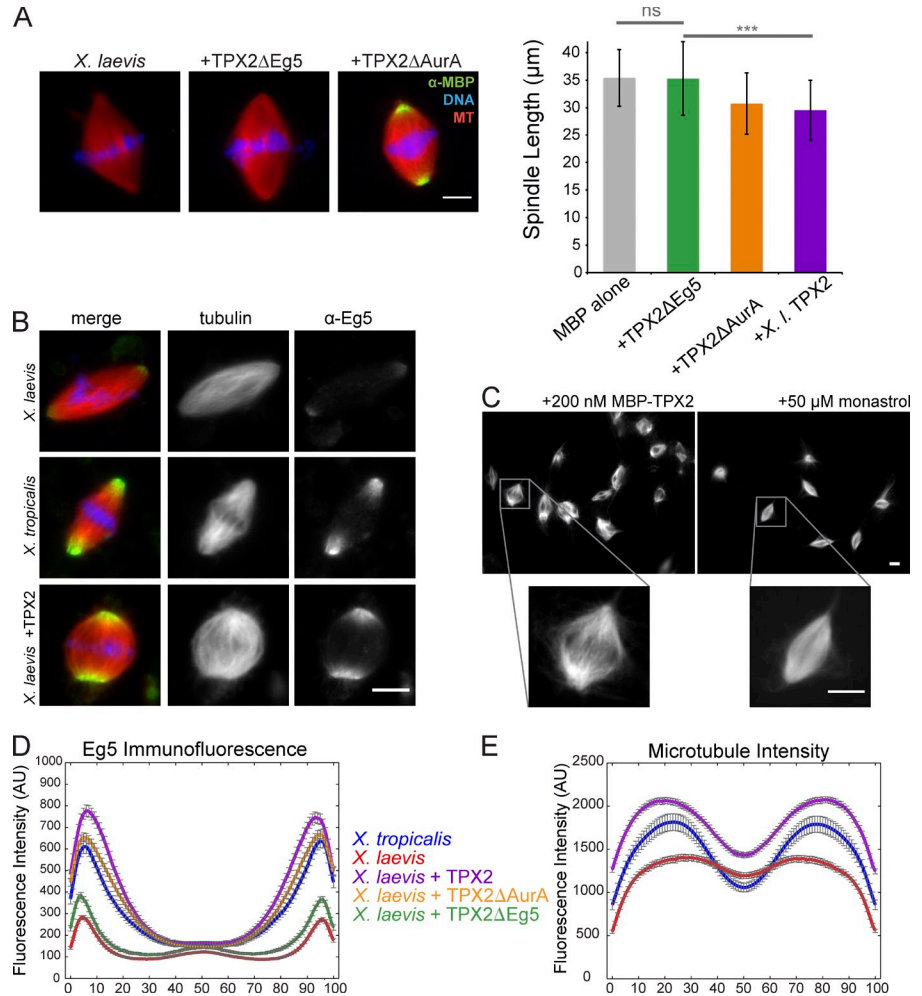 A
X. laevis
+TPX2ΔEg5
+TPX2ΔAurA
α-MBP
DNA
MT
ns
***
Spindle Length (µm)
40
35
30
25
20
15
10
5
0
MBP alone
+TPX2ΔEg5
+TPX2ΔAurA
+X. l. TPX2
B
merge
tubulin
α-Eg5
X. laevis
X. tropicalis
X. laevis +TPX2
C
+200 nM MBP-TPX2
+50 µM monastrol
D
Eg5 Immunofluorescence
Fluorescence Intensity (AU)
1000
900
800
700
600
500
400
300
200
100
0
0 10 20 30 40 50 60 70 80 90 100
X. tropicalis
X. laevis
X. laevis + TPX2
X. laevis + TPX2ΔAurA
X. laevis + TPX2ΔEg5
E
Microtubule Intensity
Fluorescence Intensity (AU)
2500
2000
1500
1000
500
0
0 10 20 30 40 50 60 70 80 90 100